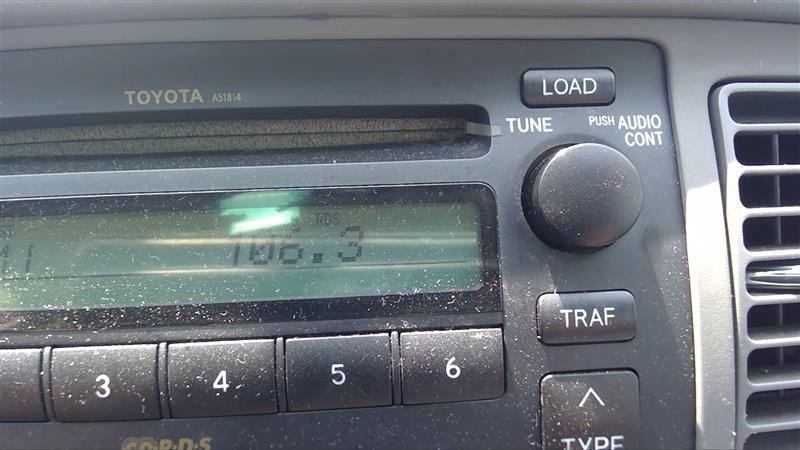 TOYOTA A51814
LOAD
TUNE
PUSH AUDIO
CONT
RDS
106.3
TRAF
3 4 5 6
TYPE